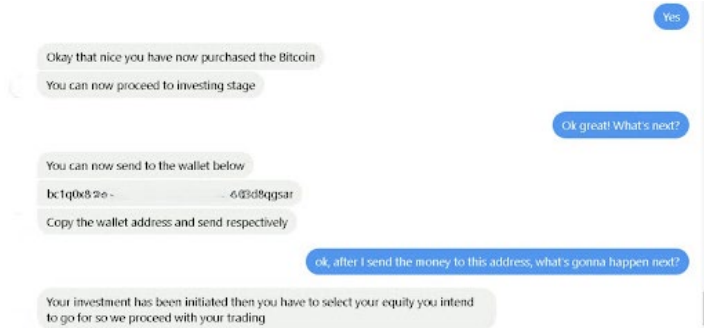 Yes
Okay that nice you have now purchased the Bitcoin
You can now proceed to investing stage
Ok great! What's next?
You can now send to the wallet below
Copy the wallet address and send respectively
ok, after I send the money to this address, what's gonna happen next?
Your investment has been initiated then you have to select your equity you intend
to go for so we proceed with your trading